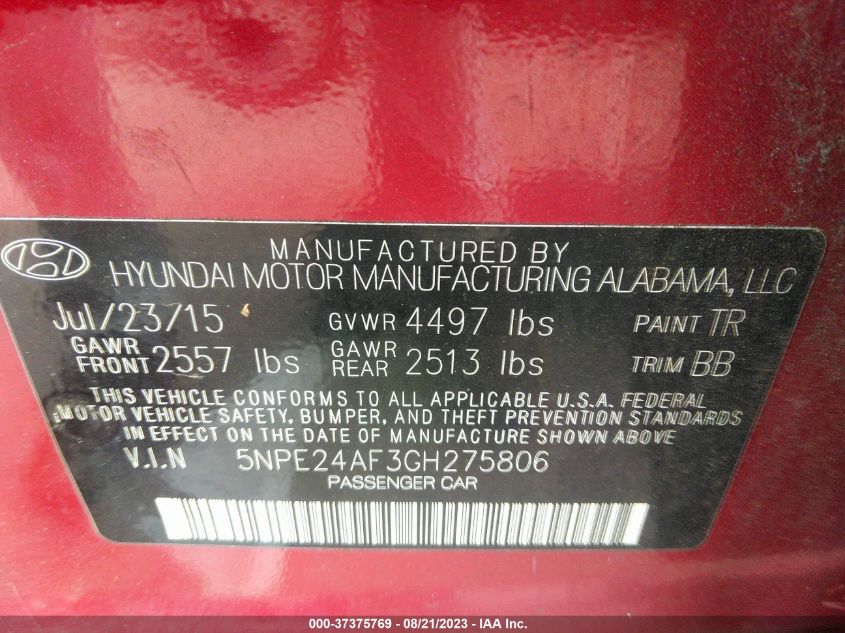 MANUFACTURED BY
HYUNDAI MOTOR MANUFACTURING ALABAMA, LLC
Jul/23/15 GVWR 4497 lbs PAINT TR
GAWR FRONT 2557 lbs GAWR REAR 2513 lbs TRIM BB
THIS VEHICLE CONFORMS TO ALL APPLICABLE U.S.A. FEDERAL
MOTOR VEHICLE SAFETY, BUMPER, AND THEFT PREVENTION STANDARDS
IN EFFECT ON THE DATE OF MANUFACTURE SHOWN ABOVE
V.I.N 5NPE24AF3GH275806
PASSENGER CAR
000-37375769 - 08/21/2023 - IAA Inc.